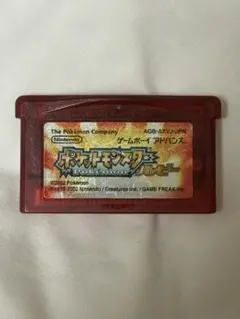 The Pokémon Company AGB-AXVJ-JPN
Nintendo ゲームボーイ アドバンス
ポケットモンスター
ルビー
©2002 Pokémon
©1995-2002 Nintendo / Creatures inc. / GAME FREAK inc.